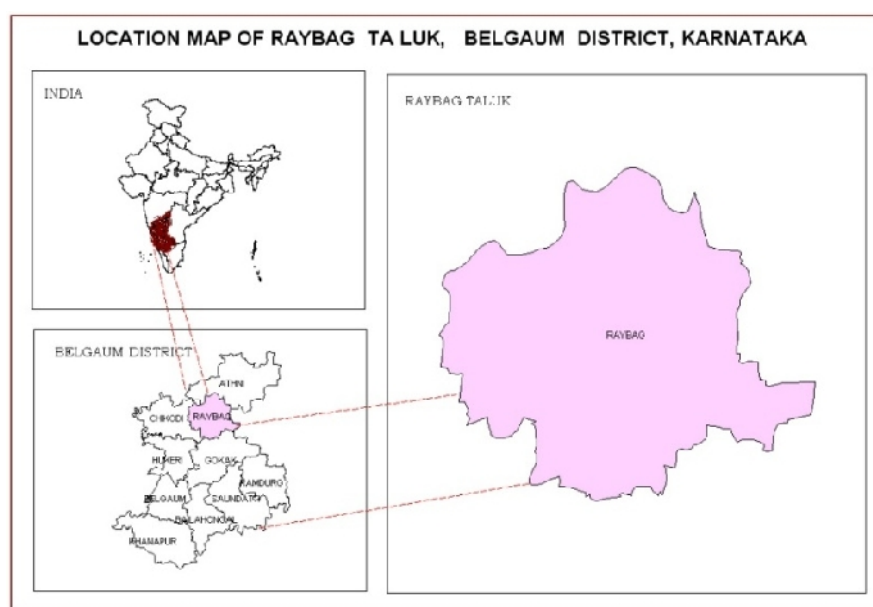 LOCATION MAP OF RAYBAG TA LUK, BELGAUM DISTRICT, KARNATAKA
INDIA
RAYBAG TALUK
RAYBAG
BELGAUM DISTRICT
ATHNI
CHHODI
RAYBAG
HUKERI
GOKAK
RAMDURG
BELGAUM
SAUNDATTI
BAILAHONGAL
KHANAPUR